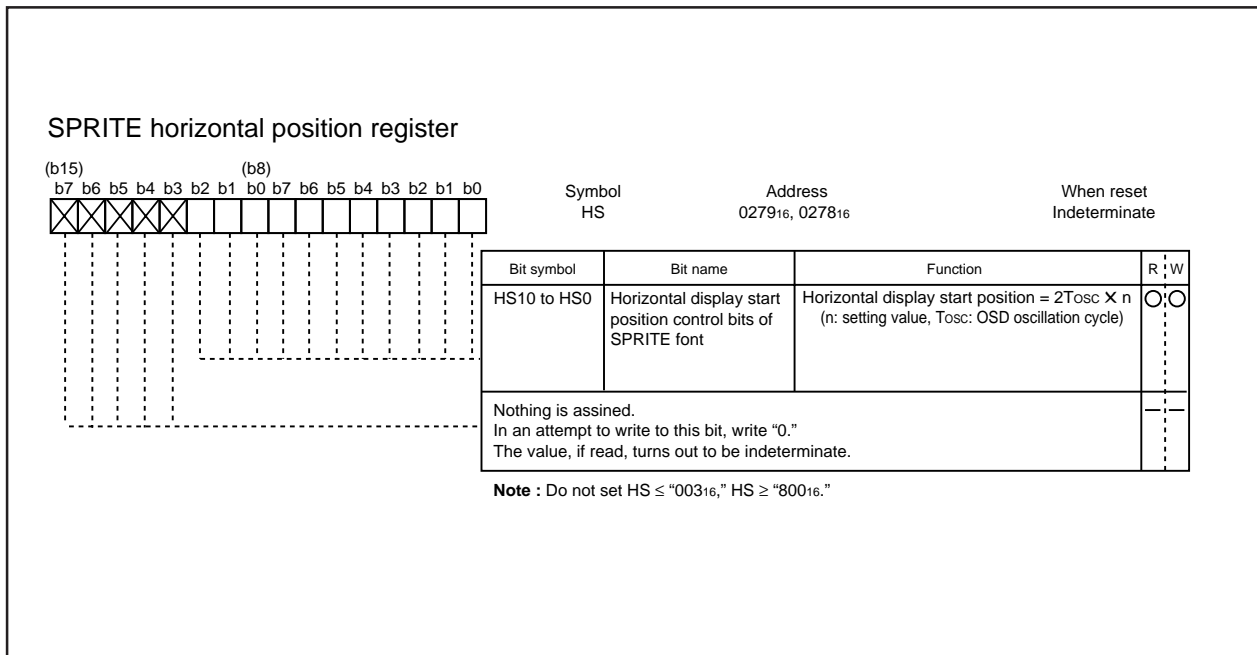 SPRITE horizontal position register
(b15) (b8)
b7 b6 b5 b4 b3 b2 b1 b0 b7 b6 b5 b4 b3 b2 b1 b0
Symbol Address When reset
HS 027916, 027816 Indeterminate
Bit symbol Bit name Function R W
HS10 to HS0 Horizontal display start Horizontal display start position = 2Tosc X n
position control bits of (n: setting value, Tosc: OSD oscillation cycle)
SPRITE font
Nothing is assined.
In an attempt to write to this bit, write “0.”
The value, if read, turns out to be indeterminate.
Note : Do not set HS ≤ “00316,” HS ≥ “80016.”